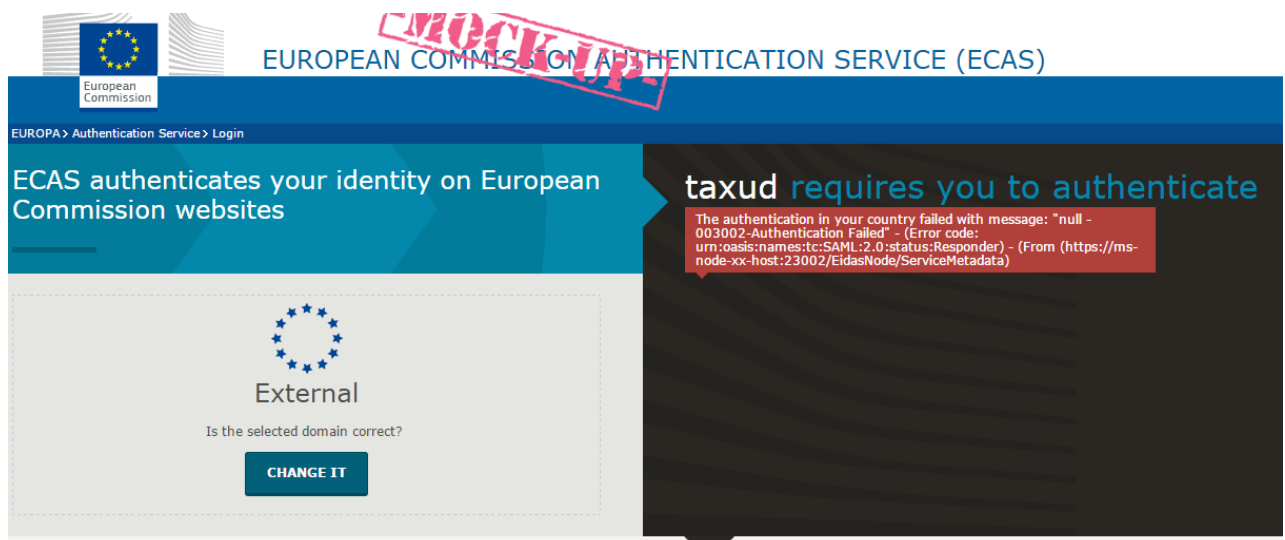 -MOCK-UP-
EUROPEAN COMMISSION AUTHENTICATION SERVICE (ECAS)
European
Commission
EUROPA > Authentication Service > Login
ECAS authenticates your identity on European
Commission websites
taxud requires you to authenticate
The authentication in your country failed with message: "null -
003002-Authentication Failed" - (Error code:
urn:oasis:names:tc:SAML:2.0:status:Responder) - (From (https://ms-
node-xx-host:23002/EidasNode/ServiceMetadata)
External
Is the selected domain correct?
CHANGE IT